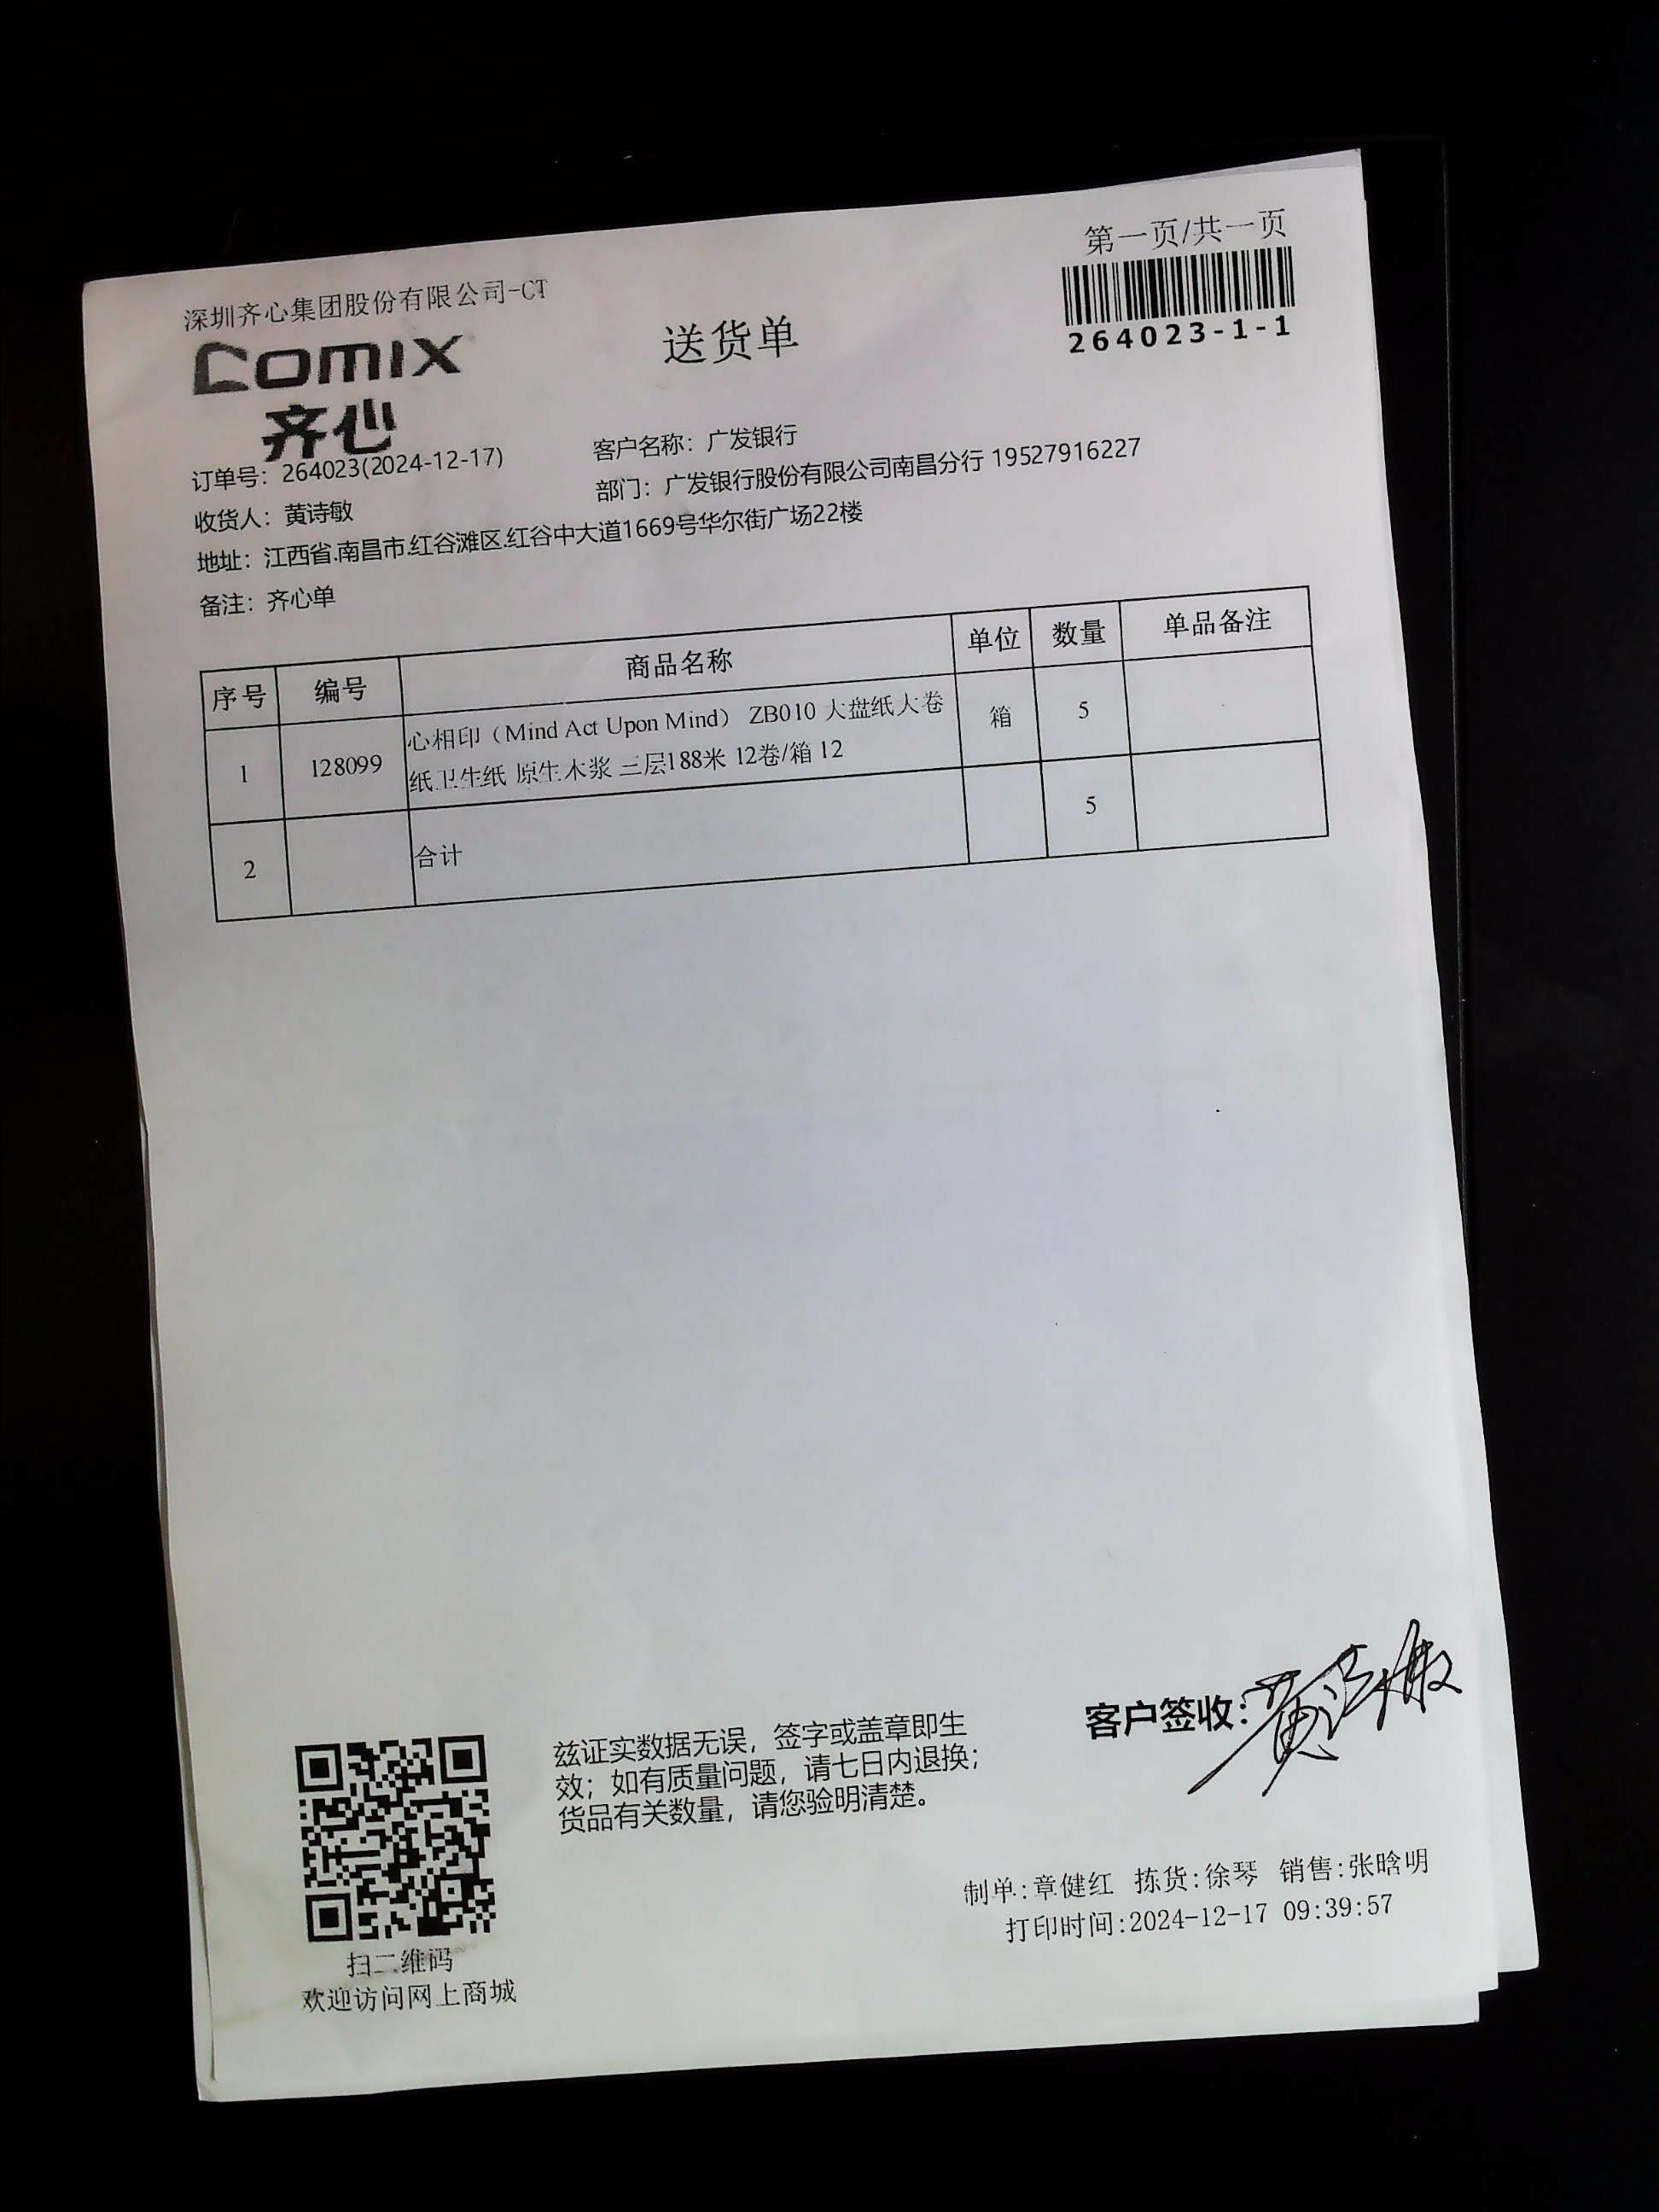 第一页/共一页
深圳齐心集团股份有限公司-CT
264023-1-1
comix
齐心
送货单
订单号：264023(2024-12-17)
客户名称：广发银行
收货人：黄诗敏
部门：广发银行股份有限公司南昌分行 19527916227
地址：江西省.南昌市.红谷滩区.红谷中大道1669号华尔街广场22楼
备注：齐心单
序号 编号 商品名称 单位 数量 单品备注
1 128099 心相印（Mind Act Upon Mind） ZB010 大盘纸大卷 箱 5
纸卫生纸 原生木浆 三层188米 12卷/箱 12
2 合计 5
客户签收:黄诗敏
兹证实数据无误，签字或盖章即生
效；如有质量问题，请七日内退换；
货品有关数量，请您验明清楚。
制单:章健红 拣货:徐琴 销售:张晗明
打印时间:2024-12-17 09:39:57
扫二维码
欢迎访问网上商城